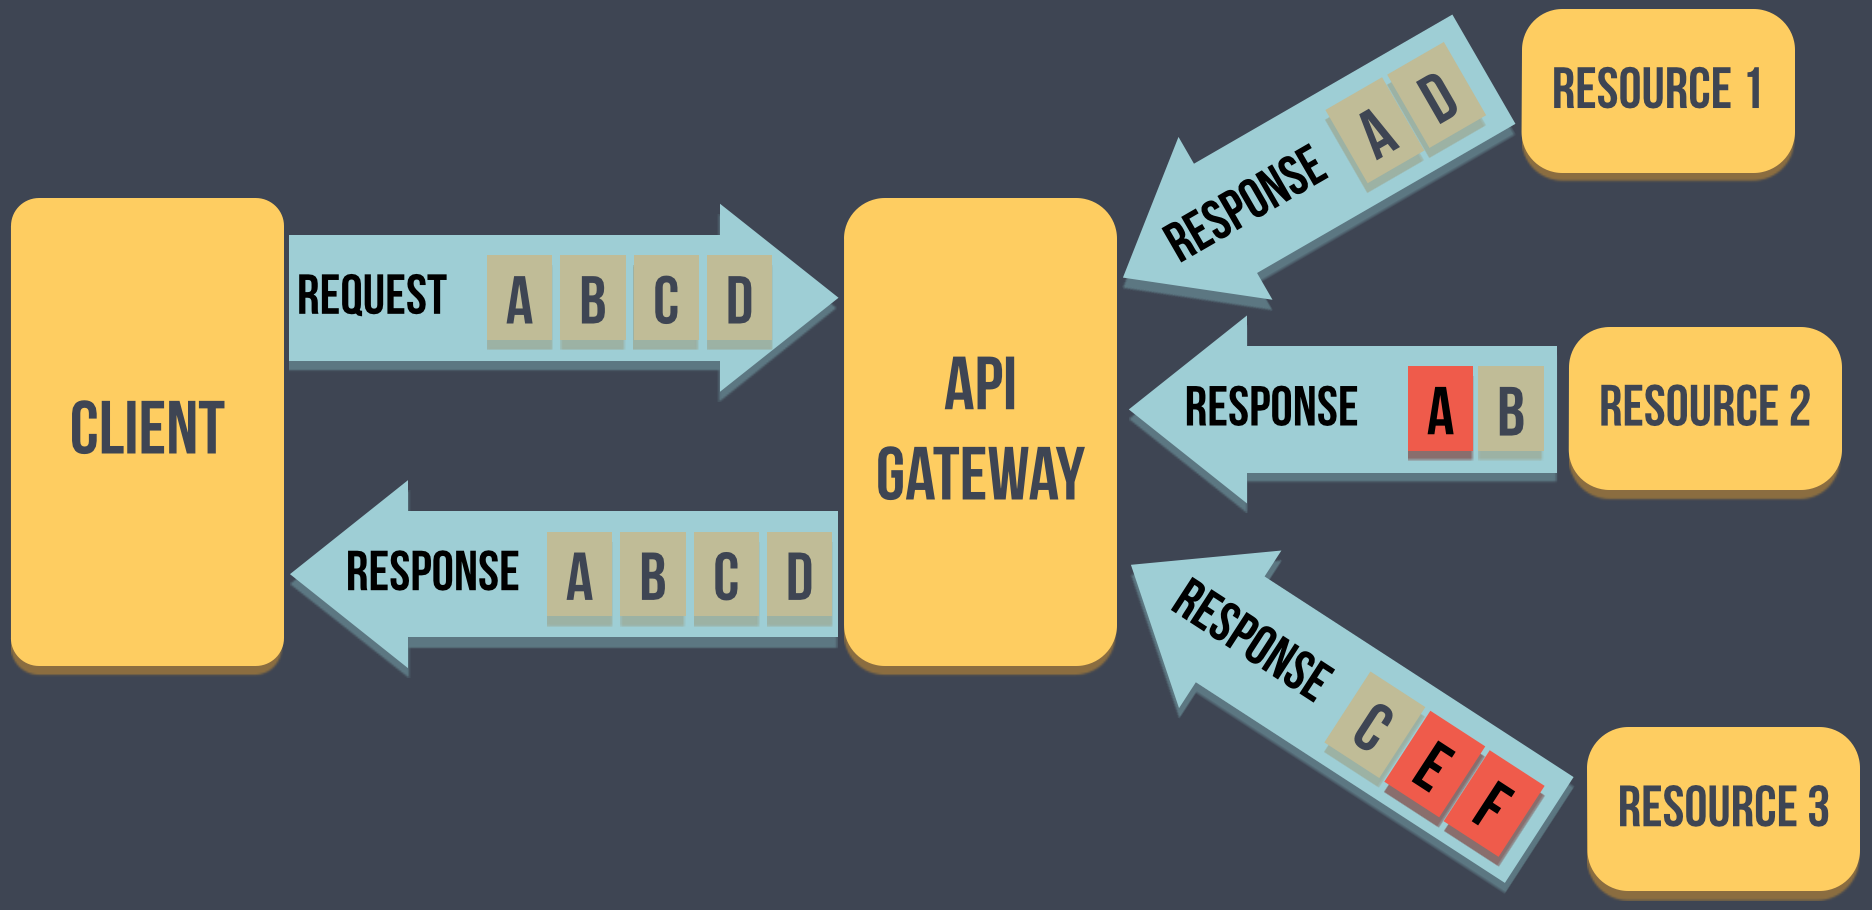 CLIENT
REQUEST A B C D
RESPONSE A B C D
API
GATEWAY
RESPONSE A D
RESOURCE 1
RESPONSE A B
RESOURCE 2
RESPONSE C E F
RESOURCE 3